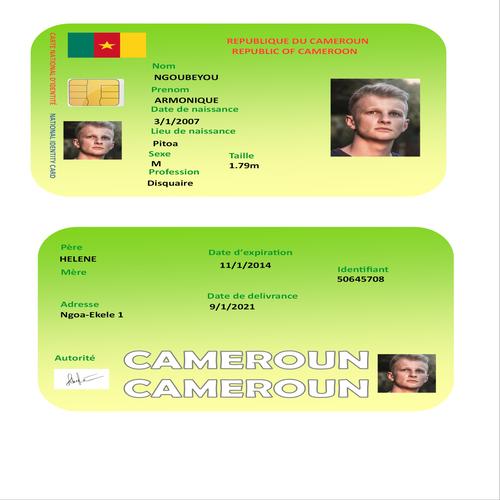 REPUBLIQUE DU CAMEROUN
REPUBLIC OF CAMEROON
CARTE NATIONAL D'IDENTITÉ
NATIONAL IDENTITY CARD
Nom
NGOUBEYOU
Prenom
ARMONIQUE
Date de naissance
3/1/2007
Lieu de naissance
Pitoa
Sexe Taille
M 1.79m
Profession
Disquaire
Père
HELENE
Mère
Date d'expiration
11/1/2014
Identifiant
50645708
Adresse
Ngoa-Ekele 1
Date de delivrance
9/1/2021
Autorité
CAMEROUN
CAMEROUN